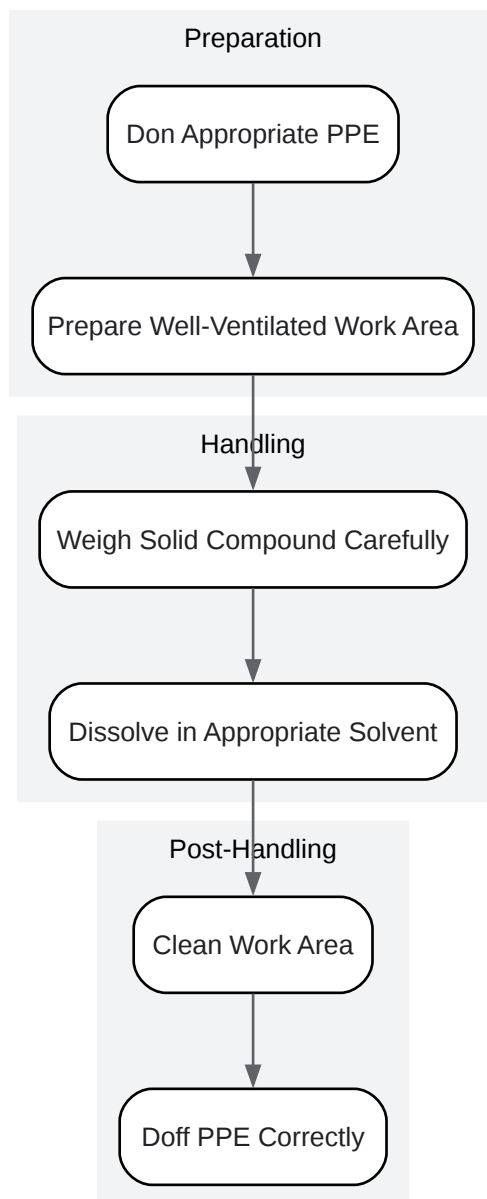 Preparation
Don Appropriate PPE
Prepare Well-Ventilated Work Area
Handling
Weigh Solid Compound Carefully
Dissolve in Appropriate Solvent
Post-Handling
Clean Work Area
Doff PPE Correctly